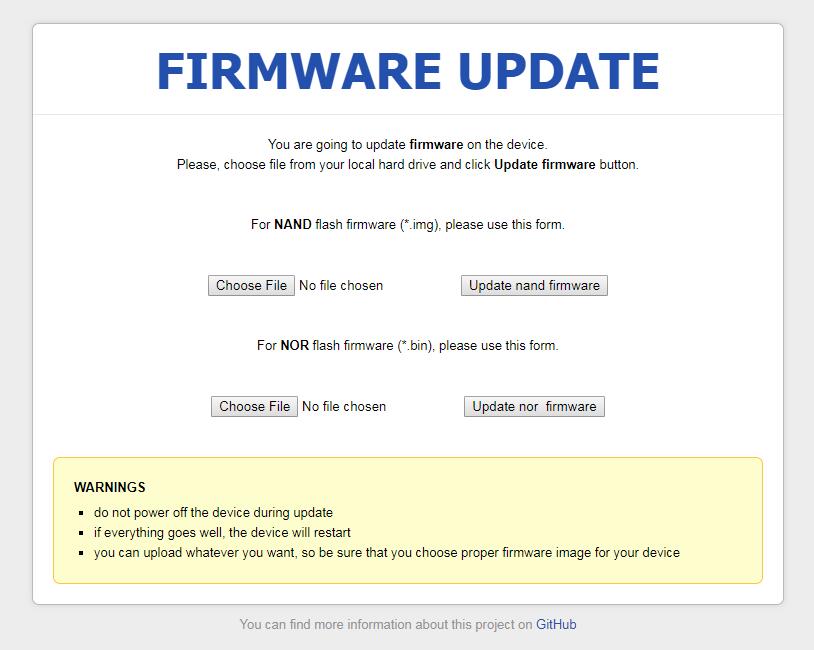 FIRMWARE UPDATE
You are going to update firmware on the device.
Please, choose file from your local hard drive and click Update firmware button.
For NAND flash firmware (*.img), please use this form.
Choose File No file chosen Update nand firmware
For NOR flash firmware (*.bin), please use this form.
Choose File No file chosen Update nor  firmware
WARNINGS
▪ do not power off the device during update
▪ if everything goes well, the device will restart
▪ you can upload whatever you want, so be sure that you choose proper firmware image for your device
You can find more information about this project on GitHub